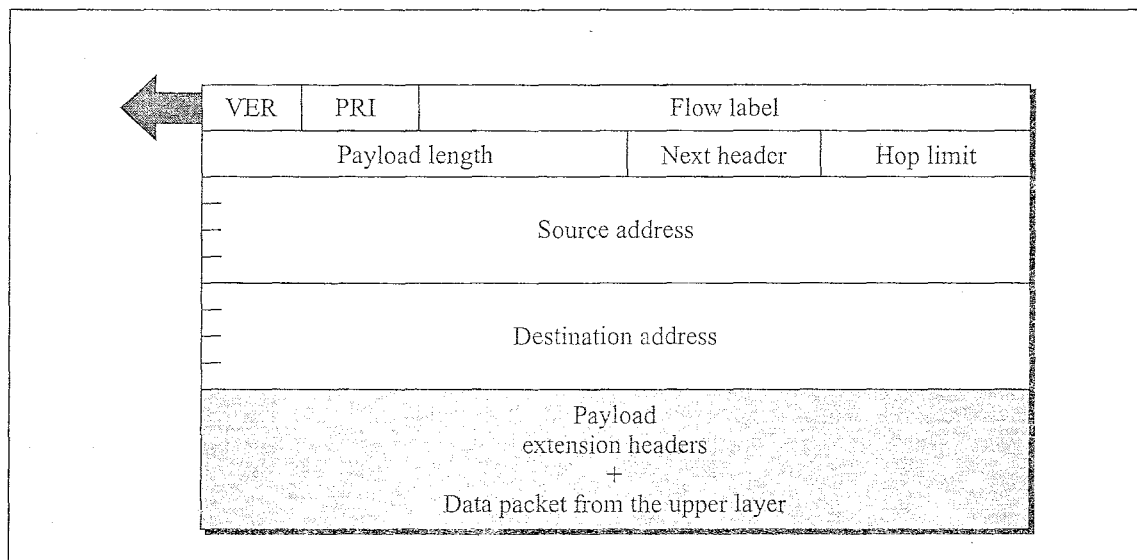 VER PRI Flow label
Payload length Next header Hop limit
Source address
Destination address
Payload
extension headers
+
Data packet from the upper layer